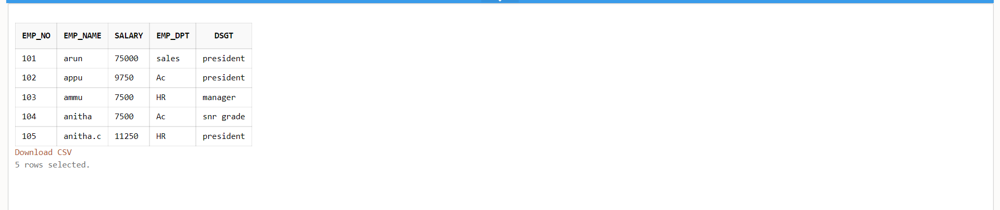 EMP_NO EMP_NAME SALARY EMP_DPT DSGT
101 arun 75000 sales president
102 appu 9750 Ac president
103 ammu 7500 HR manager
104 anitha 7500 Ac snr grade
105 anitha.c 11250 HR president
Download CSV
5 rows selected.